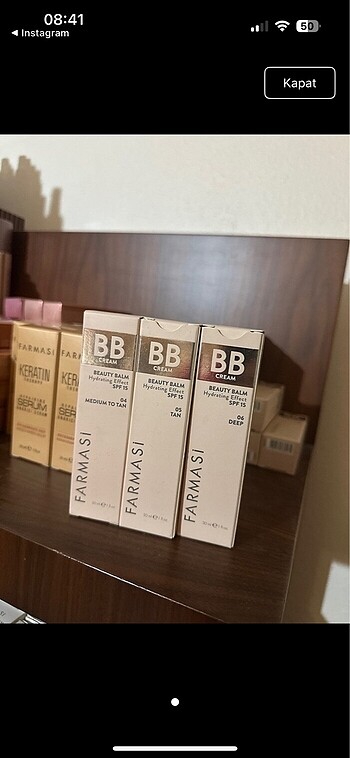 08:41
50
Instagram
Kapat
FARMASI
KERATIN
THERAPY
SERUM
FARMASI
BB
CREAM
BEAUTY BALM
Hydrating Effect
SPF 15
04
MEDIUM TO TAN
FARMASI
BB
CREAM
BEAUTY BALM
Hydrating Effect
SPF 15
05
TAN
FARMASI
BB
CREAM
BEAUTY BALM
Hydrating Effect
SPF 15
06
DEEP
FARMASI